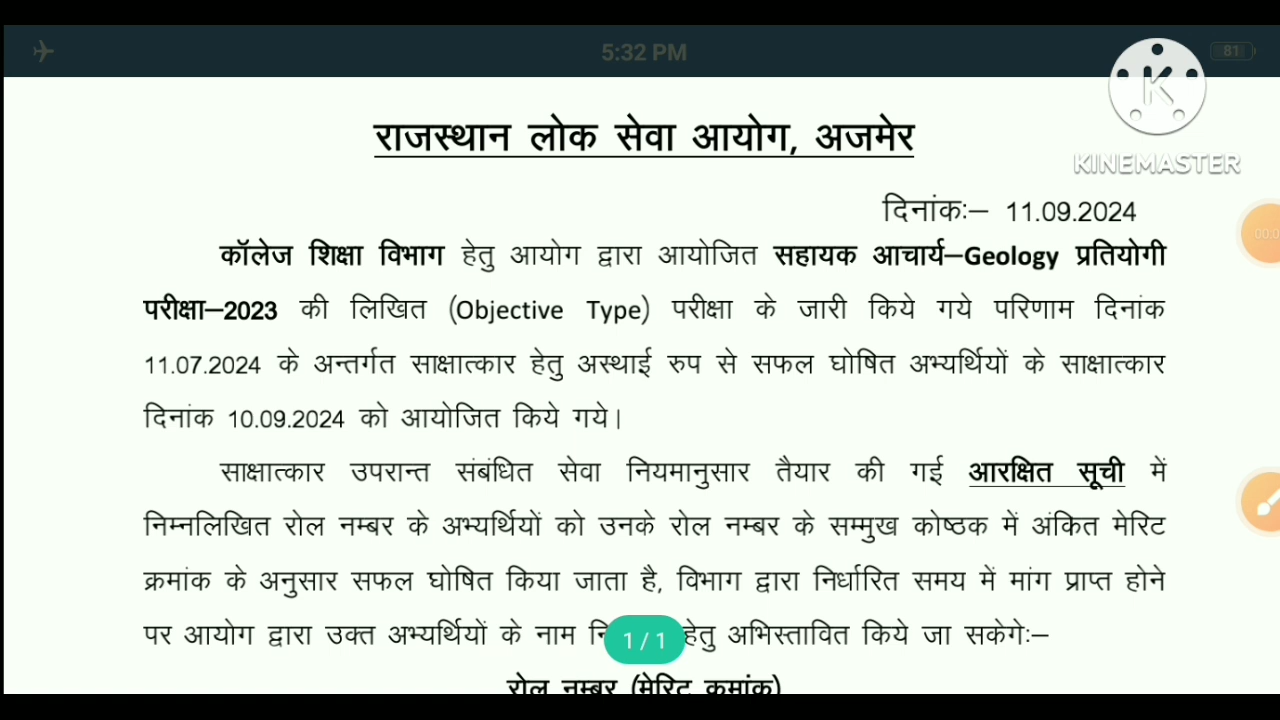 5:32 PM
81
KINEMASTER
राजस्थान लोक सेवा आयोग, अजमेर
दिनांकः– 11.09.2024
कॉलेज शिक्षा विभाग हेतु आयोग द्वारा आयोजित सहायक आचार्य–Geology प्रतियोगी
परीक्षा–2023 की लिखित (Objective Type) परीक्षा के जारी किये गये परिणाम दिनांक
11.07.2024 के अन्तर्गत साक्षात्कार हेतु अस्थाई रुप से सफल घोषित अभ्यर्थियों के साक्षात्कार
दिनांक 10.09.2024 को आयोजित किये गये।
साक्षात्कार उपरान्त संबंधित सेवा नियमानुसार तैयार की गई आरक्षित सूची में
निम्नलिखित रोल नम्बर के अभ्यर्थियों को उनके रोल नम्बर के सम्मुख कोष्ठक में अंकित मेरिट
क्रमांक के अनुसार सफल घोषित किया जाता है, विभाग द्वारा निर्धारित समय में मांग प्राप्त होने
पर आयोग द्वारा उक्त अभ्यर्थियों के नाम हेतु अभिस्तावित किये जा सकेगेः–
1 / 1
रोल नम्बर (मेरिट क्रमांक)